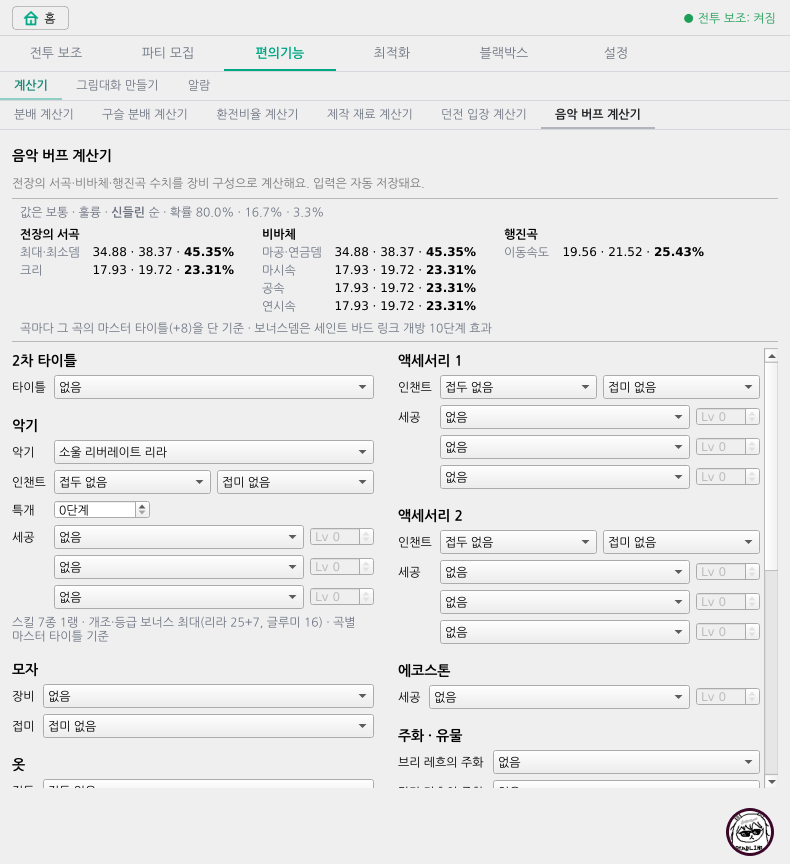 홈
전투 보조: 켜짐
전투 보조 파티 모집 편의기능 최적화 블랙박스 설정
계산기 그림대화 만들기 알람
분배 계산기 구슬 분배 계산기 환전비율 계산기 제작 재료 계산기 던전 입장 계산기 음악 버프 계산기
음악 버프 계산기
전장의 서곡·비바체·행진곡 수치를 장비 구성으로 계산해요. 입력은 자동 저장돼요.
값은 보통 · 훌륭 · 신들린 순 · 확률 80.0% · 16.7% · 3.3%
전장의 서곡
최대·최소뎀 34.88 · 38.37 · 45.35%
크리 17.93 · 19.72 · 23.31%
비바체
마공·연금뎀 34.88 · 38.37 · 45.35%
마시속 17.93 · 19.72 · 23.31%
공속 17.93 · 19.72 · 23.31%
연시속 17.93 · 19.72 · 23.31%
행진곡
이동속도 19.56 · 21.52 · 25.43%
곡마다 그 곡의 마스터 타이틀(+8)을 단 기준 · 보너스뎀은 세인트 바드 링크 개방 10단계 효과
2차 타이틀
타이틀 없음
악기
악기 소울 리버레이트 리라
인챈트 접두 없음 접미 없음
특개 0단계
세공 없음 Lv 0
없음 Lv 0
없음 Lv 0
스킬 7종 1랭 · 개조·등급 보너스 최대(리라 25+7, 글루미 16) · 곡별
마스터 타이틀 기준
모자
장비 없음
접미 접미 없음
옷
액세서리 1
인챈트 접두 없음 접미 없음
세공 없음 Lv 0
없음 Lv 0
없음 Lv 0
액세서리 2
인챈트 접두 없음 접미 없음
세공 없음 Lv 0
없음 Lv 0
없음 Lv 0
에코스톤
세공 없음 Lv 0
주화 · 유물
브리 레흐의 주화 없음